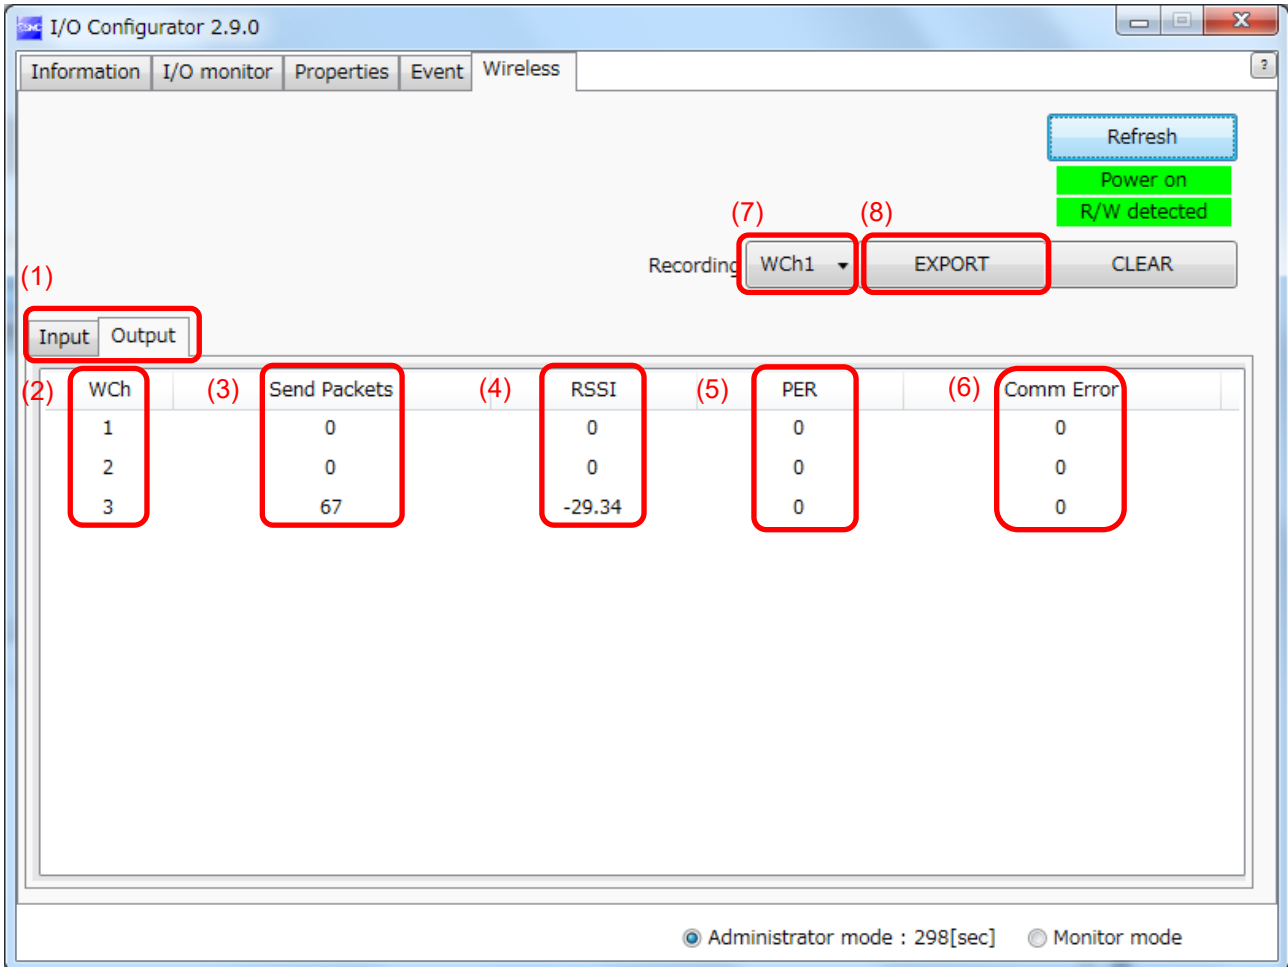 I/O Configurator 2.9.0
Information I/O monitor Properties Event Wireless ?
Refresh
Power on
R/W detected
(7) (8)
Recording WCh1 EXPORT CLEAR
(1)
Input Output
(2) WCh (3) Send Packets (4) RSSI (5) PER (6) Comm Error
1 0 0 0 0
2 0 0 0 0
3 67 -29.34 0 0
Administrator mode : 298[sec] Monitor mode